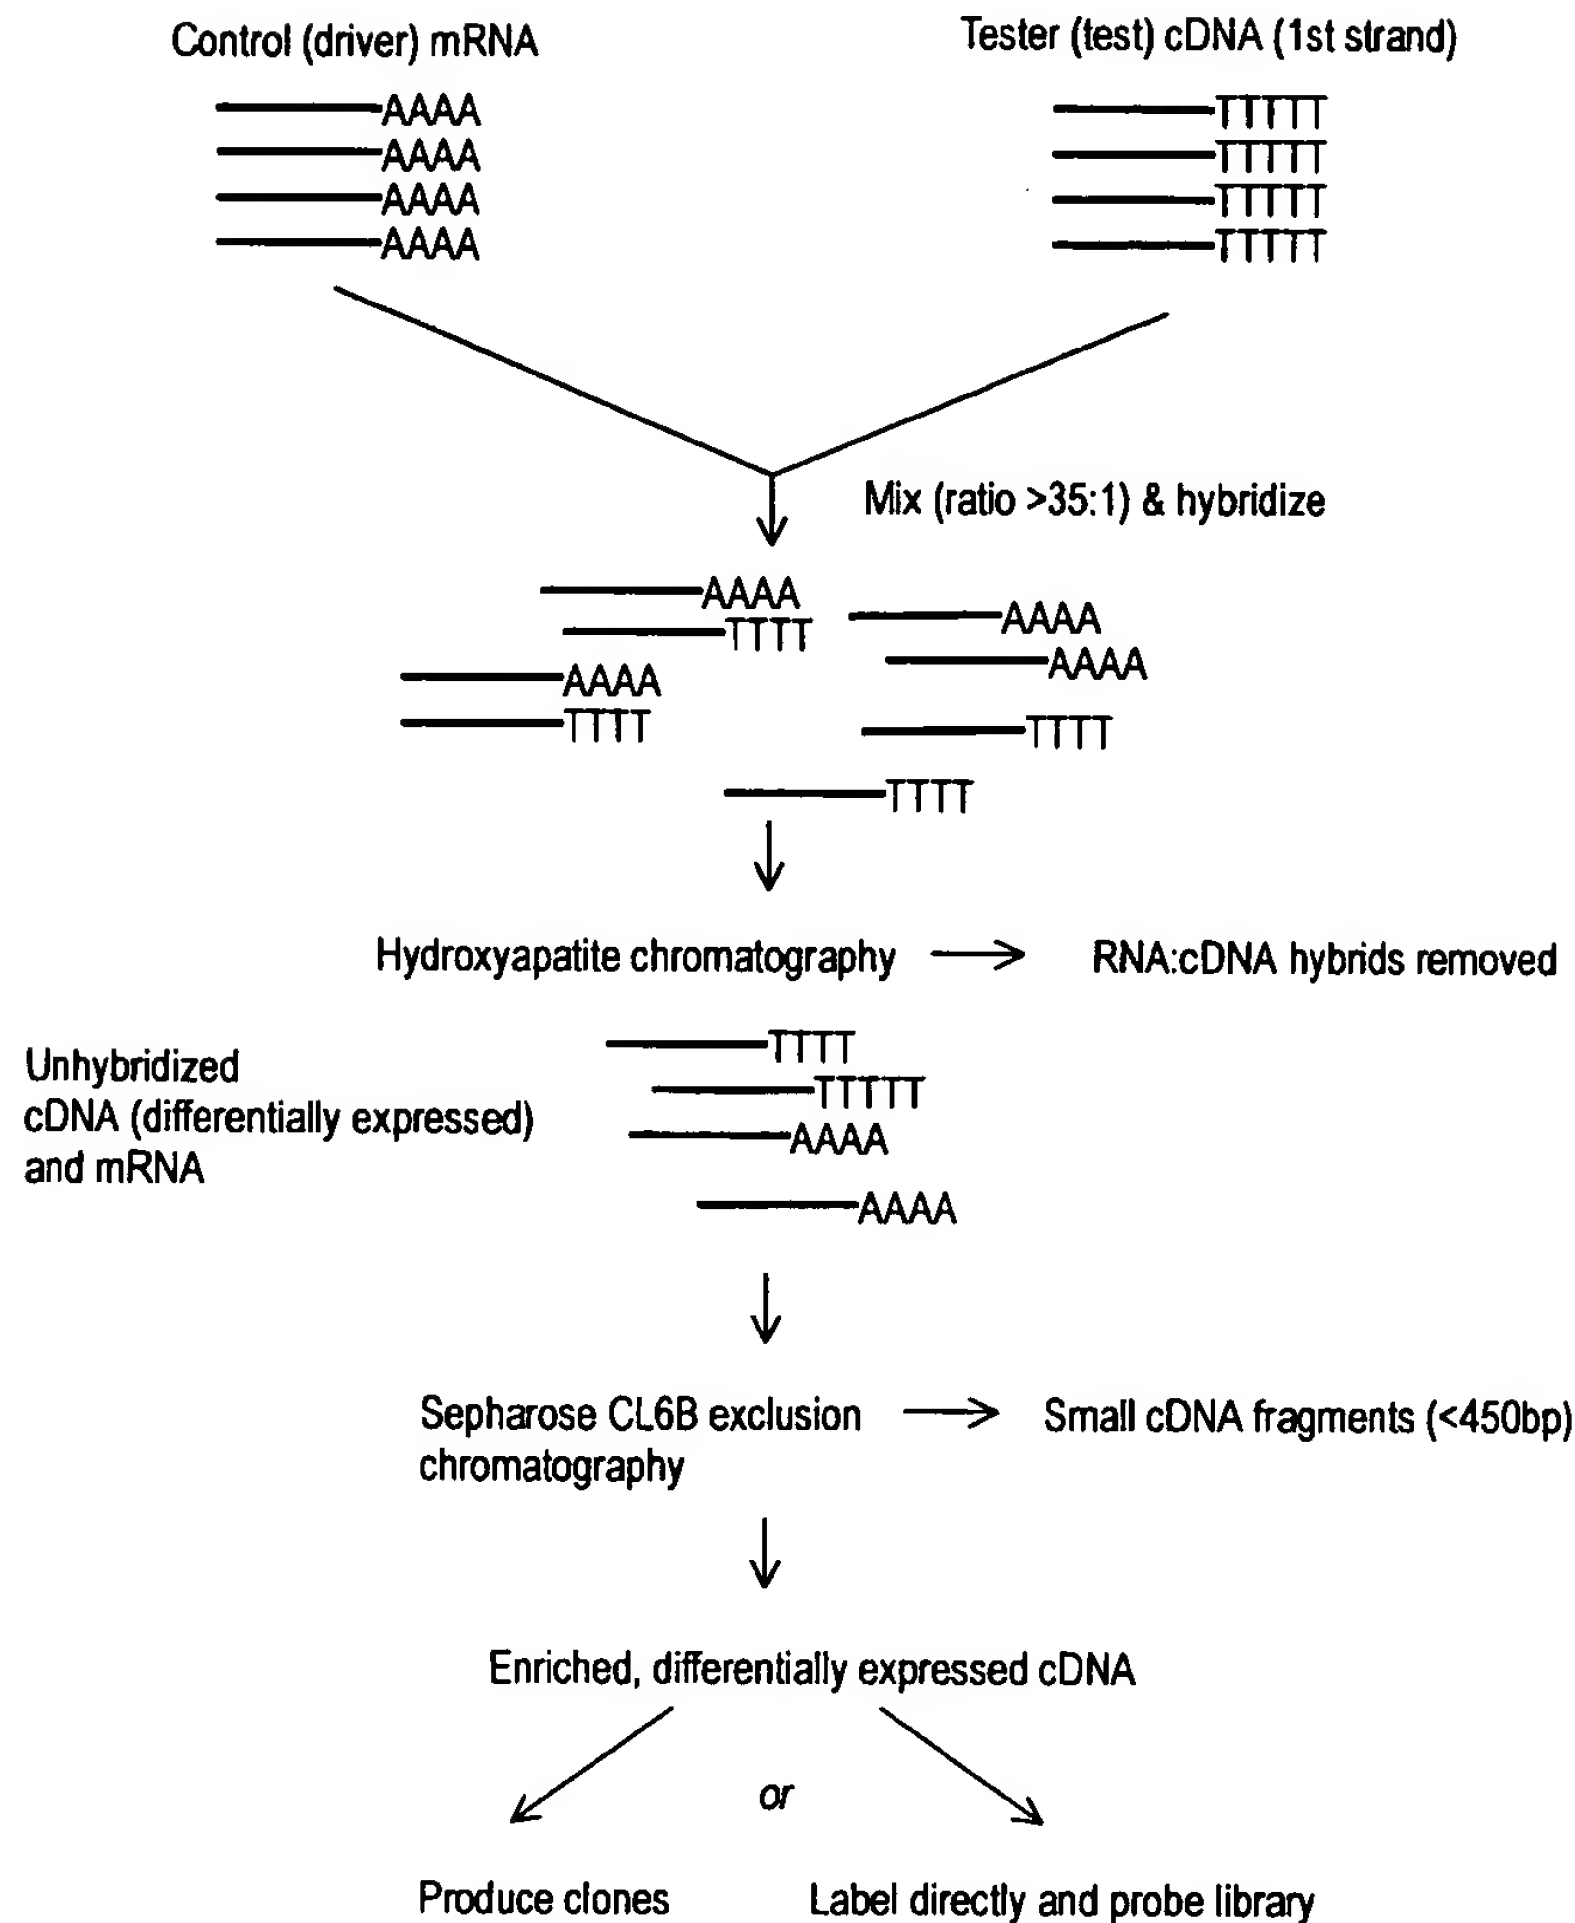 Control (driver) mRNA
Tester (test) cDNA (1st strand)
AAAA
AAAA
AAAA
AAAA
TTTTT
TTTTT
TTTTT
TTTTT
Mix (ratio >35:1) & hybridize
AAAA
TTTT
AAAA
AAAA
AAAA
TTTT
TTTT
TTTT
Hydroxyapatite chromatography
RNA:cDNA hybrids removed
Unhybridized
cDNA (differentially expressed)
and mRNA
TTTT
TTTTT
AAAA
AAAA
Sepharose CL6B exclusion
chromatography
Small cDNA fragments (<450bp)
Enriched, differentially expressed cDNA
or
Produce clones
Label directly and probe library